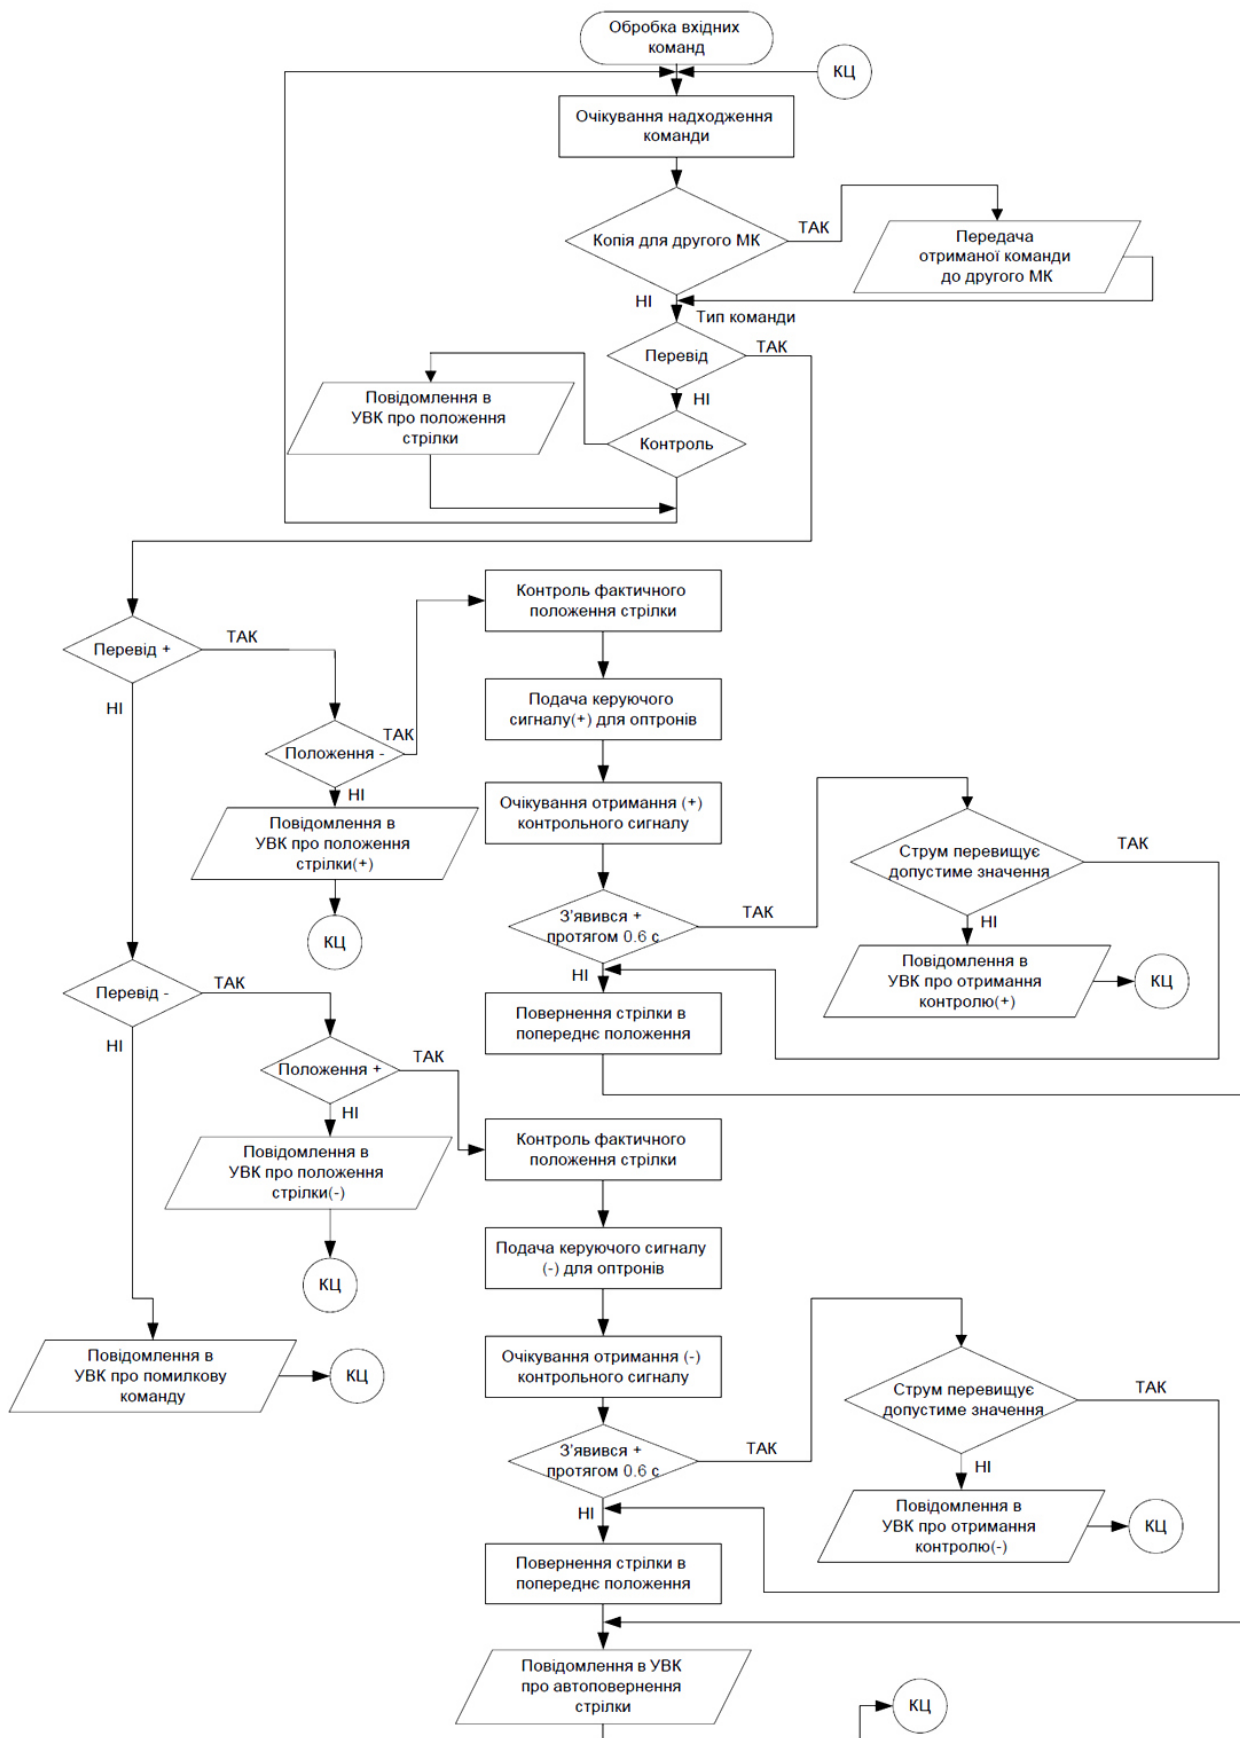 Обробка вхідних
команд
КЦ
Очікування надходження
команди
Копія для другого МК
ТАК
Передача
отриманої команди
до другого МК
НІ
Тип команди
Перевід
ТАК
НІ
Повідомлення в
УВК про положення
стрілки
Контроль
Контроль фактичного
положення стрілки
Перевід +
ТАК
НІ
Подача керуючого
сигналу(+) для оптронів
Положення -
ТАК
НІ
Очікування отримання (+)
контрольного сигналу
Повідомлення в
УВК про положення
стрілки(+)
Струм перевищує
допустиме значення
ТАК
З'явився +
протягом 0.6 с
ТАК
НІ
КЦ
НІ
Повідомлення в
УВК про отримання
контролю(+)
КЦ
Перевід -
ТАК
НІ
Повернення стрілки в
попереднє положення
Положення +
ТАК
НІ
Контроль фактичного
положення стрілки
Повідомлення в
УВК про положення
стрілки(-)
Подача керуючого сигналу
(-) для оптронів
КЦ
Очікування отримання (-)
контрольного сигналу
Повідомлення в
УВК про помилкову
команду
КЦ
Струм перевищує
допустиме значення
ТАК
З'явився +
протягом 0.6 с
ТАК
НІ
НІ
Повідомлення в
УВК про отримання
контролю(-)
КЦ
Повернення стрілки в
попереднє положення
Повідомлення в УВК
про автоповернення
стрілки
КЦ